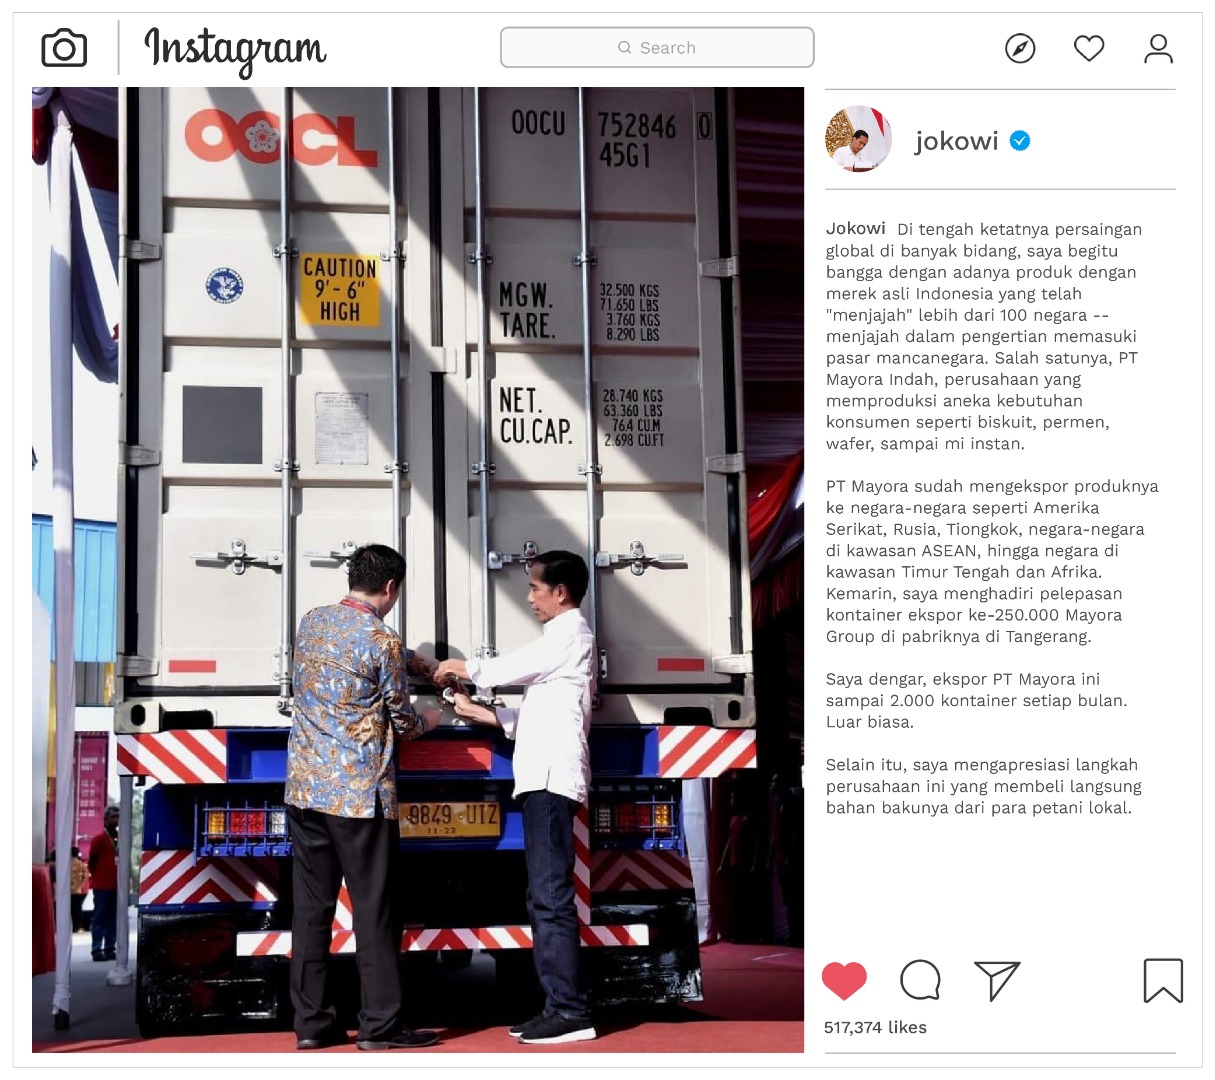 Instagram
Search
jokowi
Jokowi Di tengah ketatnya persaingan
global di banyak bidang, saya begitu
bangga dengan adanya produk dengan
merek asli Indonesia yang telah
"menjajah" lebih dari 100 negara --
menjajah dalam pengertian memasuki
pasar mancanegara. Salah satunya, PT
Mayora Indah, perusahaan yang
memproduksi aneka kebutuhan
konsumen seperti biskuit, permen,
wafer, sampai mi instan.
PT Mayora sudah mengekspor produknya
ke negara-negara seperti Amerika
Serikat, Rusia, Tiongkok, negara-negara
di kawasan ASEAN, hingga negara di
kawasan Timur Tengah dan Afrika.
Kemarin, saya menghadiri pelepasan
kontainer ekspor ke-250.000 Mayora
Group di pabriknya di Tangerang.
Saya dengar, ekspor PT Mayora ini
sampai 2.000 kontainer setiap bulan.
Luar biasa.
Selain itu, saya mengapresiasi langkah
perusahaan ini yang membeli langsung
bahan bakunya dari para petani lokal.
517,374 likes
OOCL
OOCU 752846 0
45G1
CAUTION
9'- 6"
HIGH
MGW. 32.500 KGS
71.650 LBS
TARE. 3.760 KGS
8.290 LBS
NET. 28.740 KGS
63.360 LBS
CU.CAP. 76.4 CU.M
2.698 CU.FT
9849 UIZ
11-23